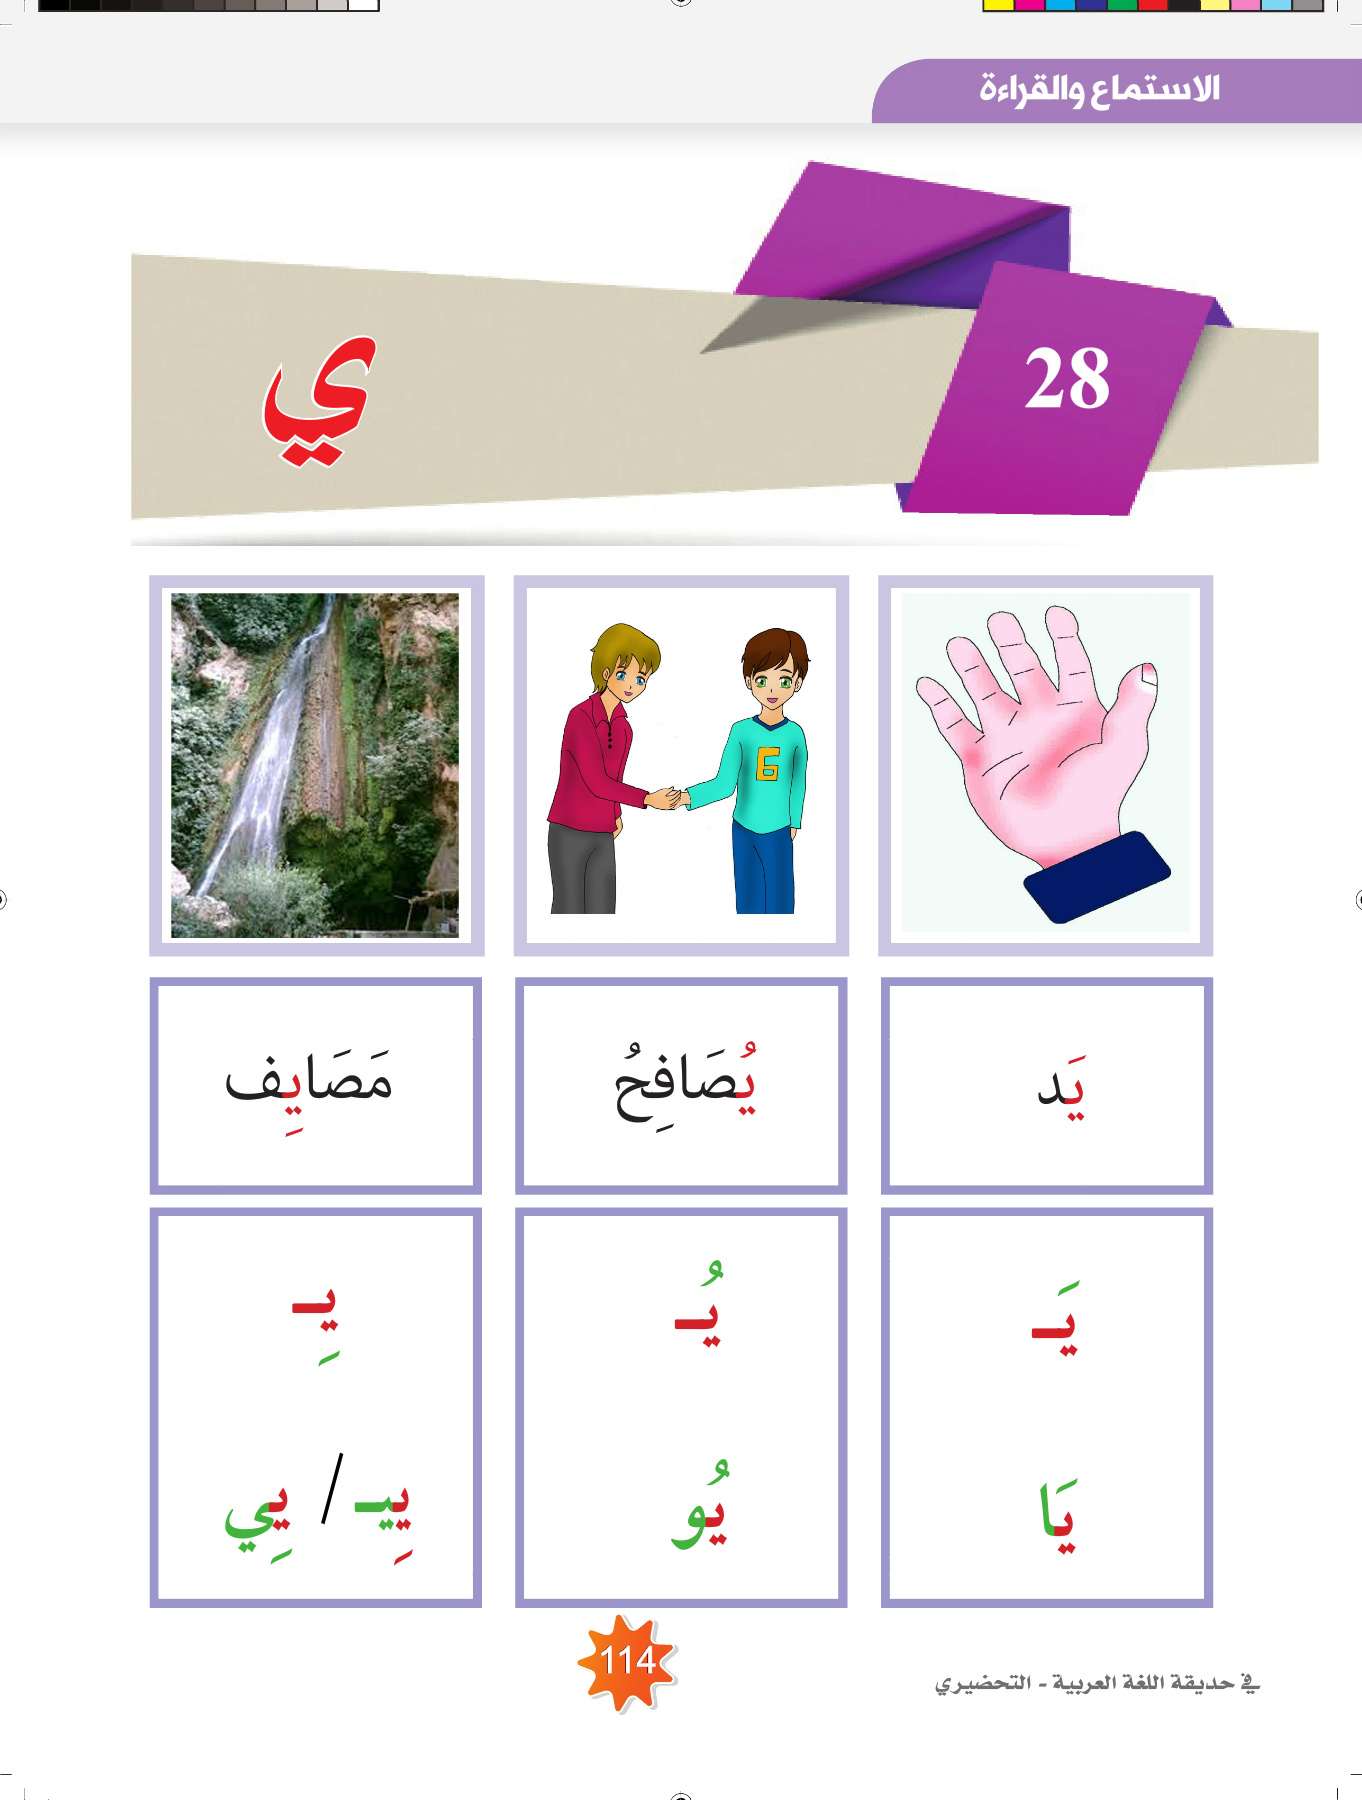 الاستماع والقراءة
28
ي
يَد
يُصَافِحُ
مَصَايِف
يَـ
يُـ
يِـ
يَا
يُو
يِيـ / يِي
114
في حديقة اللغة العربية - التحضيري